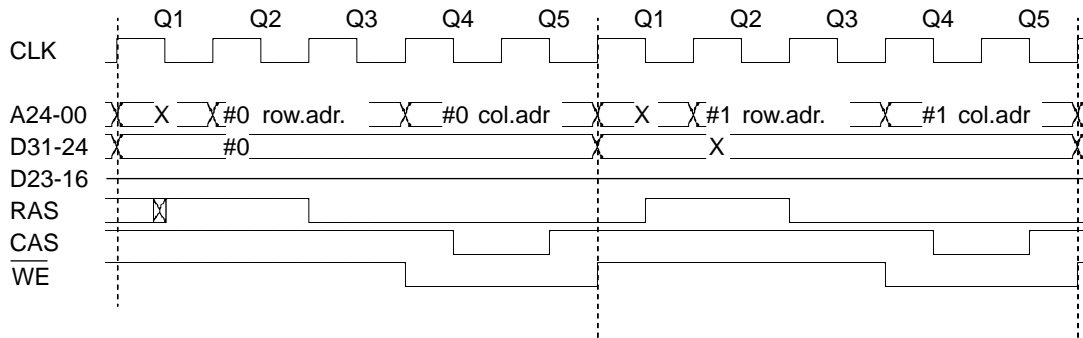 Q1 Q2 Q3 Q4 Q5 Q1 Q2 Q3 Q4 Q5
CLK
A24-00 X #0 row.adr. #0 col.adr X #1 row.adr. #1 col.adr
D31-24 #0 X
D23-16
RAS
CAS
WE